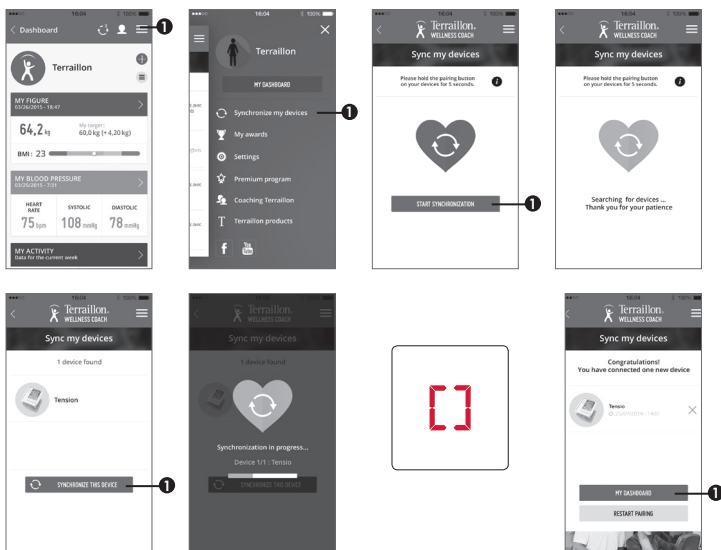 16:04 100%
Dashboard
1
Terraillon
MY FIGURE
03/26/2015 - 18:47
64,2 kg
My target:
60,0 kg (+4,20 kg)
BMI: 23
MY BLOOD PRESSURE
03/25/2015 - 7:31
HEART RATE SYSTOLIC DIASTOLIC
75 bpm 108 mmHg 78 mmHg
MY ACTIVITY
Data for the current week
16:04 100%
Terraillon
MY DASHBOARD
Synchronize my devices
1
My awards
Settings
Premium program
Coaching Terraillon
T Terraillon products
f You Tube
16:04 100%
Terraillon.
WELLNESS COACH
Sync my devices
Please hold the pairing button
on your devices for 5 seconds.
i
START SYNCHRONIZATION
1
16:04 100%
Terraillon.
WELLNESS COACH
Sync my devices
Please hold the pairing button
on your devices for 5 seconds.
i
Searching for devices ...
Thank you for your patience
16:04 100%
Terraillon.
WELLNESS COACH
Sync my devices
1 device found
Tension
SYNCHRONIZE THIS DEVICE
1
16:04 100%
Terraillon.
WELLNESS COACH
Sync my devices
1 device found
Synchronization in progress...
Device 1/1 : Tensio
SYNCHRONIZE THIS DEVICE
[]
16:04 100%
Terraillon.
WELLNESS COACH
Sync my devices
Congratulations!
You have connected one new device
Tensio
MY DASHBOARD
1
RESTART PAIRING